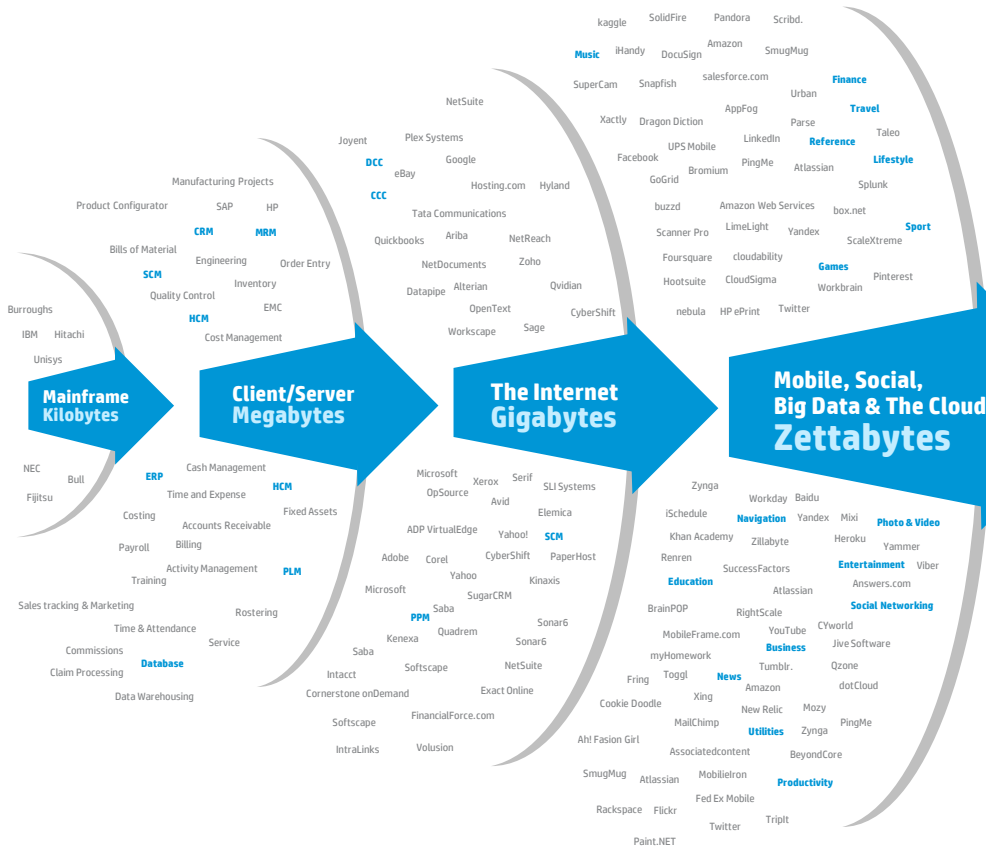 Burroughs
IBM Hitachi
Unisys
Mainframe
Kilobytes
NEC
Bull
Fijitsu
Manufacturing Projects
Product Configurator SAP HP
CRM MRM
Bills of Material
Engineering Order Entry
SCM
Inventory
Quality Control
EMC
HCM
Cost Management
Client/Server
Megabytes
Cash Management
ERP
HCM
Time and Expense
Fixed Assets
Costing
Accounts Receivable
Payroll Billing
Activity Management PLM
Training
Sales tracking & Marketing
Rostering
Time & Attendance
Service
Commissions
Database
Claim Processing
Data Warehousing
NetSuite
Joyent Plex Systems
DCC Google
eBay
Hosting.com Hyland
CCC
Tata Communications
Quickbooks Ariba NetReach
NetDocuments Zoho
Datapipe Alterian Qvidian
OpenText CyberShift
Workscape Sage
The Internet
Gigabytes
Microsoft Xerox Serif
OpSource SLI Systems
Avid
Elemica
ADP VirtualEdge Yahoo! SCM
Adobe Corel CyberShift PaperHost
Yahoo Kinaxis
Microsoft SugarCRM
Saba
PPM
Quadrem Sonar6
Kenexa Sonar6
Saba
Softscape NetSuite
Intacct
Cornerstone onDemand Exact Online
FinancialForce.com
Softscape
IntraLinks Volusion
kaggle SolidFire Pandora Scribd.
Amazon
Music iHandy DocuSign SmugMug
salesforce.com
SuperCam Snapfish Finance
Urban
AppFog Travel
Xactly Dragon Diction Parse
LinkedIn Taleo
UPS Mobile Reference
Facebook PingMe Lifestyle
Bromium Atlassian
GoGrid Splunk
buzzd Amazon Web Services box.net
Scanner Pro LimeLight Yandex Sport
ScaleXtreme
Foursquare cloudability
Games
Hootsuite CloudSigma Pinterest
Workbrain
nebula HP ePrint Twitter
Mobile, Social,
Big Data & The Cloud
Zettabytes
Zynga
Workday Baidu
iSchedule Navigation Yandex Mixi Photo & Video
Khan Academy Zillabyte Heroku
Yammer
Renren
SuccessFactors Entertainment Viber
Education Answers.com
Atlassian
BrainPOP RightScale Social Networking
MobileFrame.com YouTube CYworld
Business Jive Software
myHomework
Tumblr. Qzone
Fring Toggl News
Amazon dotCloud
Cookie Doodle Xing
New Relic Mozy
MailChimp PingMe
Utilities Zynga
Ah! Fasion Girl
Associatedcontent BeyondCore
SmugMug Atlassian MobilieIron
Productivity
Fed Ex Mobile
Rackspace Flickr
Twitter TripIt
Paint.NET